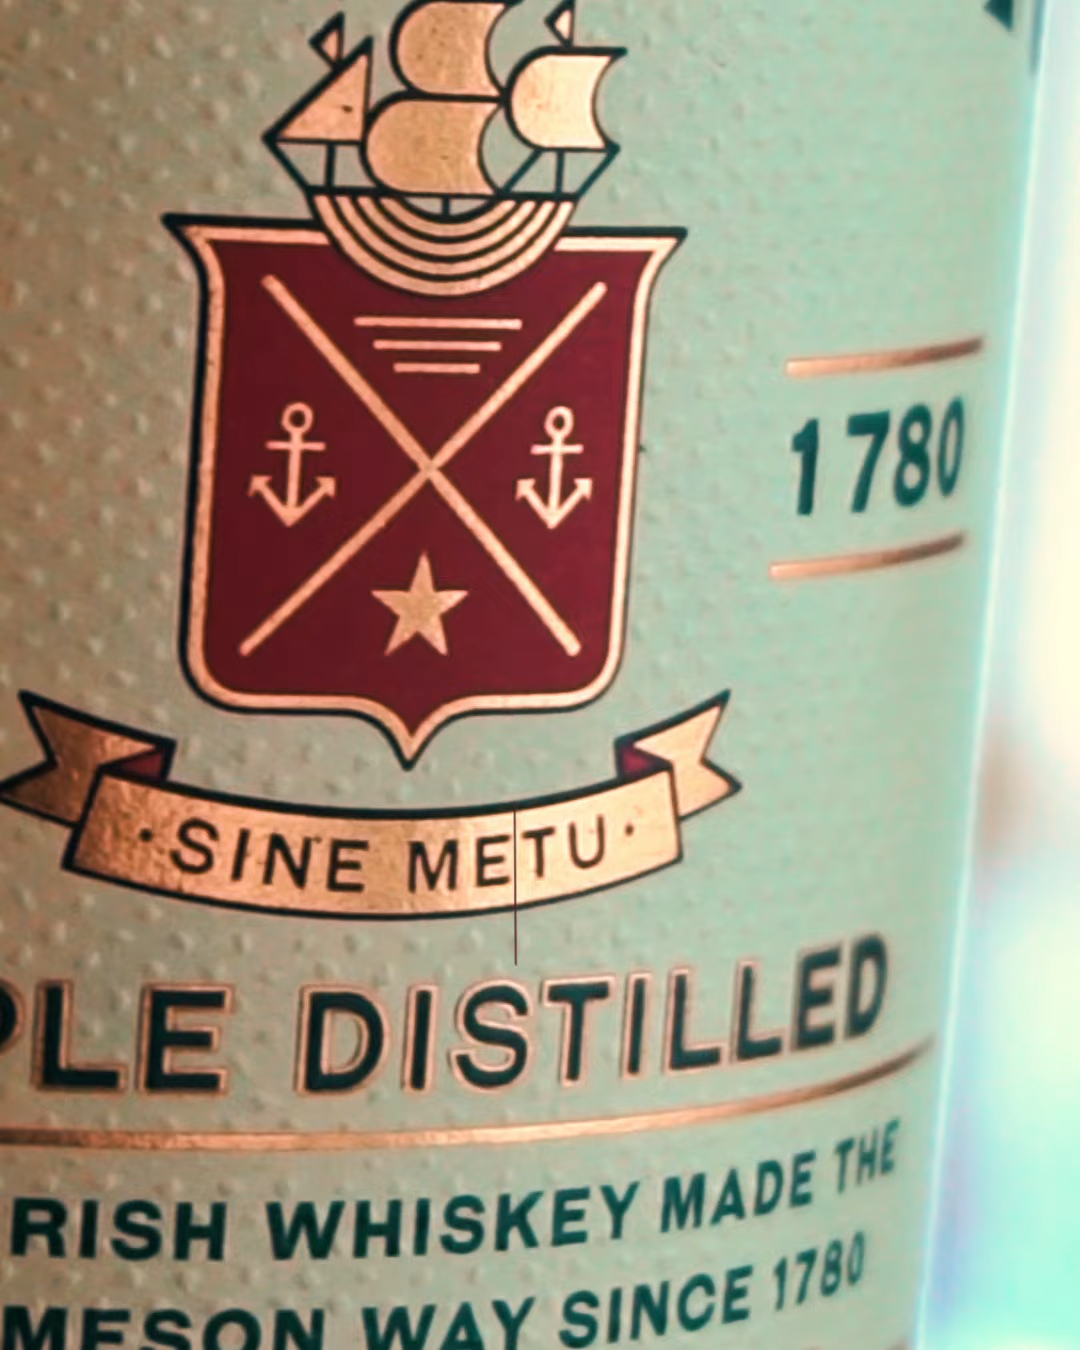 1780
SINE METU
PLE DISTILLED
RISH WHISKEY MADE THE
MESON WAY SINCE 1780